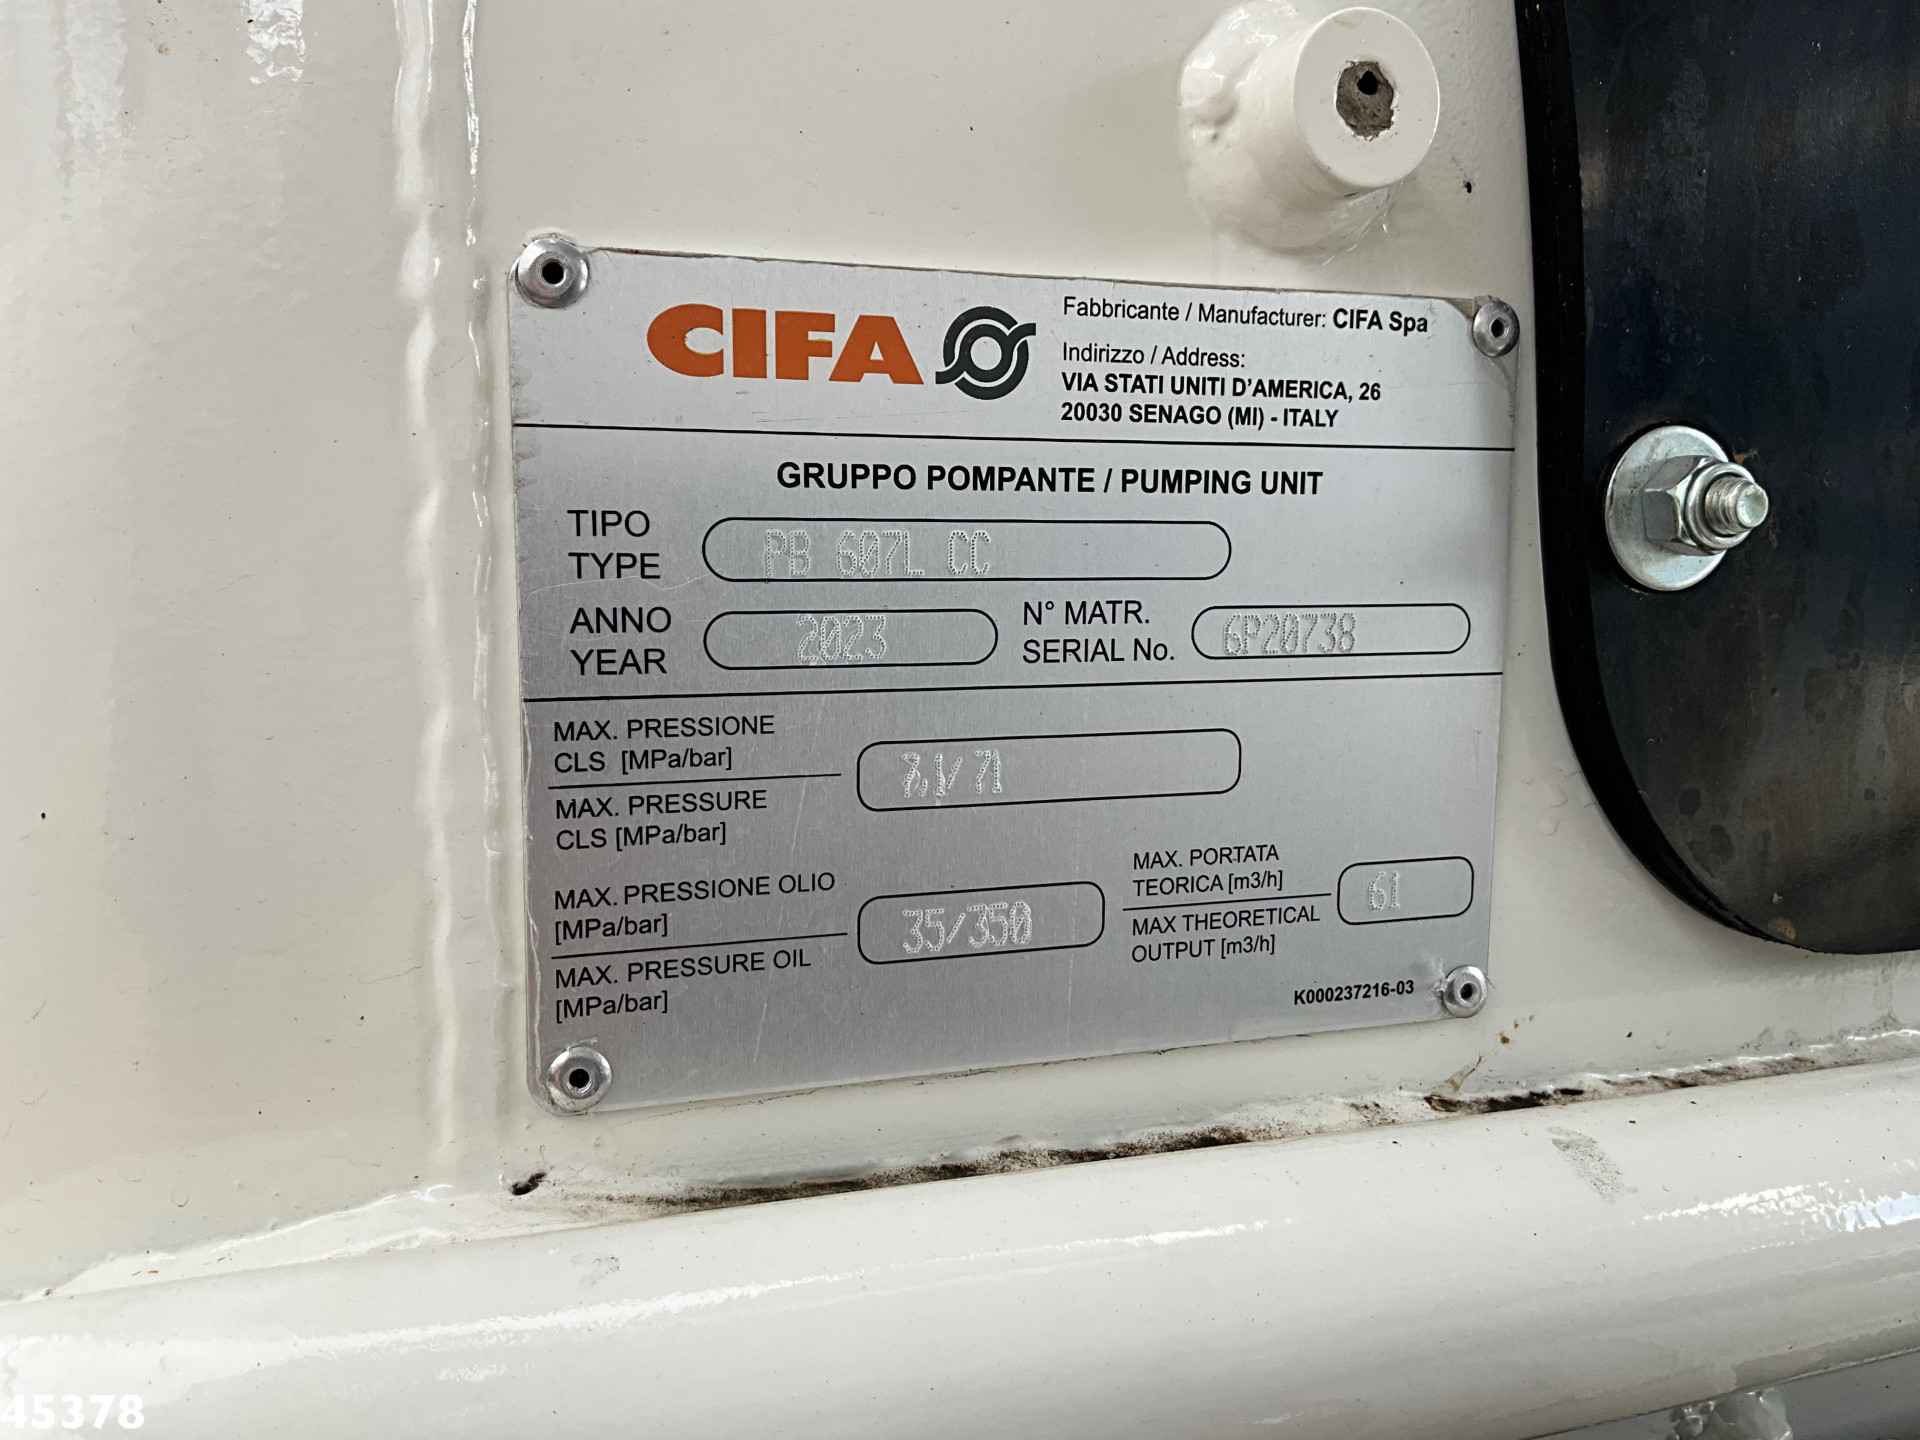 CIFA
Fabbricante / Manufacturer: CIFA Spa
Indirizzo / Address:
VIA STATI UNITI D'AMERICA, 26
20030 SENAGO (MI) - ITALY
GRUPPO POMPANTE / PUMPING UNIT
TIPO
TYPE
PB 607L CC
ANNO
YEAR
2023
N° MATR.
SERIAL No.
6P20738
MAX. PRESSIONE
CLS [MPa/bar]
MAX. PRESSURE
CLS [MPa/bar]
7,1/ 71
MAX. PRESSIONE OLIO
[MPa/bar]
MAX. PRESSURE OIL
[MPa/bar]
35/350
MAX. PORTATA
TEORICA [m3/h]
MAX THEORETICAL
OUTPUT [m3/h]
61
K000237216-03
45378